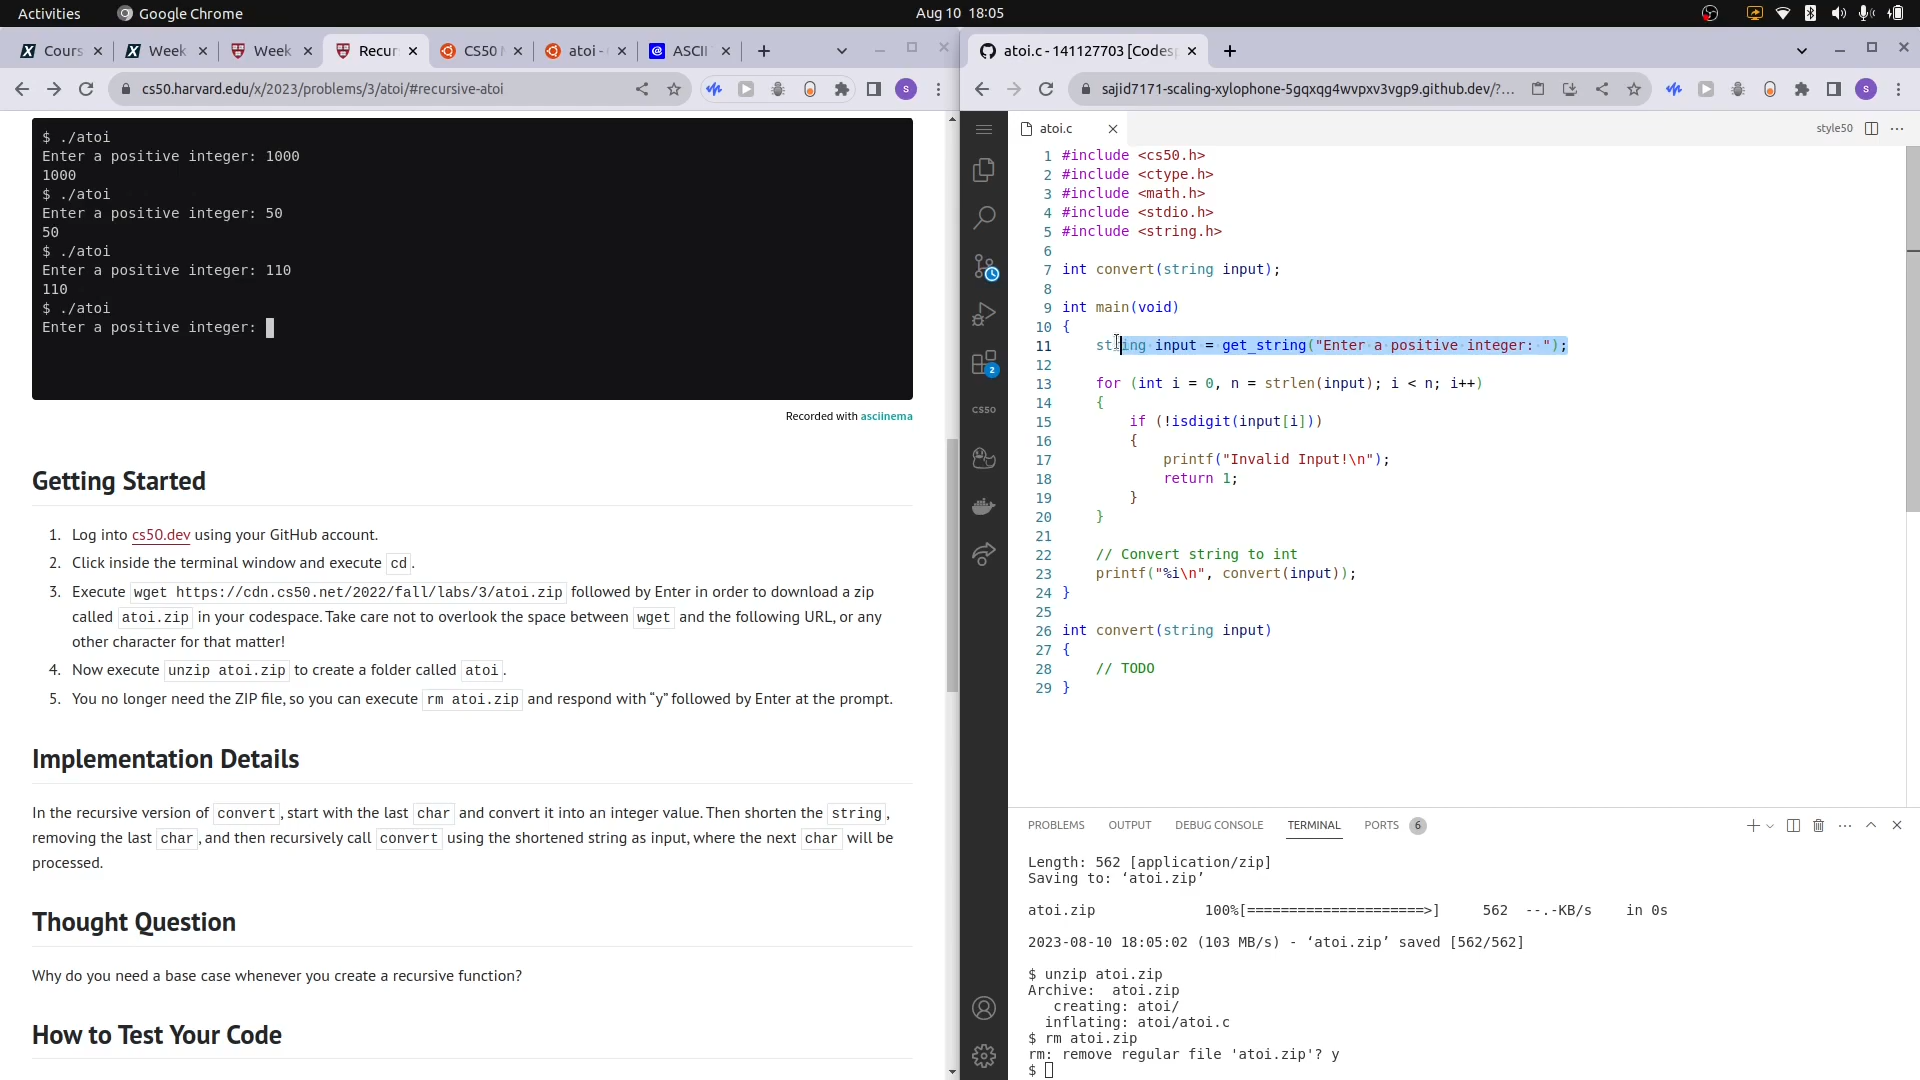 Activities
Google Chrome
Aug 10 18:05
Cours
Week
Week
Recur
CS50
atoi -
ASCII
cs50.harvard.edu/x/2023/problems/3/atoi/#recursive-atoi
S
$ ./atoi
Enter a positive integer: 1000
1000
$ ./atoi
Enter a positive integer: 50
50
$ ./atoi
Enter a positive integer: 110
110
$ ./atoi
Enter a positive integer:
Recorded with asciinema
Getting Started
1. Log into cs50.dev using your GitHub account.
2. Click inside the terminal window and execute cd.
3. Execute wget https://cdn.cs50.net/2022/fall/labs/3/atoi.zip followed by Enter in order to download a zip
called atoi.zip in your codespace. Take care not to overlook the space between wget and the following URL, or any
other character for that matter!
4. Now execute unzip atoi.zip to create a folder called atoi.
5. You no longer need the ZIP file, so you can execute rm atoi.zip and respond with “y” followed by Enter at the prompt.
Implementation Details
In the recursive version of convert, start with the last char and convert it into an integer value. Then shorten the string,
removing the last char, and then recursively call convert using the shortened string as input, where the next char will be
processed.
Thought Question
Why do you need a base case whenever you create a recursive function?
How to Test Your Code
atoi.c - 141127703 [Codesp
sajid7171-scaling-xylophone-5gqxqg4wvpxv3vgp9.github.dev/?...
S
atoi.c
style50
1 #include <cs50.h>
2 #include <ctype.h>
3 #include <math.h>
4 #include <stdio.h>
5 #include <string.h>
6
7 int convert(string input);
8
9 int main(void)
10 {
11 string input = get_string("Enter a positive integer: ");
12
13 for (int i = 0, n = strlen(input); i < n; i++)
14 {
15 if (!isdigit(input[i]))
16 {
17 printf("Invalid Input!\n");
18 return 1;
19 }
20 }
21
22 // Convert string to int
23 printf("%i\n", convert(input));
24 }
25
26 int convert(string input)
27 {
28 // TODO
29 }
2
CS50
PROBLEMS OUTPUT DEBUG CONSOLE TERMINAL PORTS 6
Length: 562 [application/zip]
Saving to: ‘atoi.zip’
atoi.zip 100%[=====================>] 562 --.-KB/s in 0s
2023-08-10 18:05:02 (103 MB/s) - ‘atoi.zip’ saved [562/562]
$ unzip atoi.zip
Archive: atoi.zip
creating: atoi/
inflating: atoi/atoi.c
$ rm atoi.zip
rm: remove regular file 'atoi.zip'? y
$